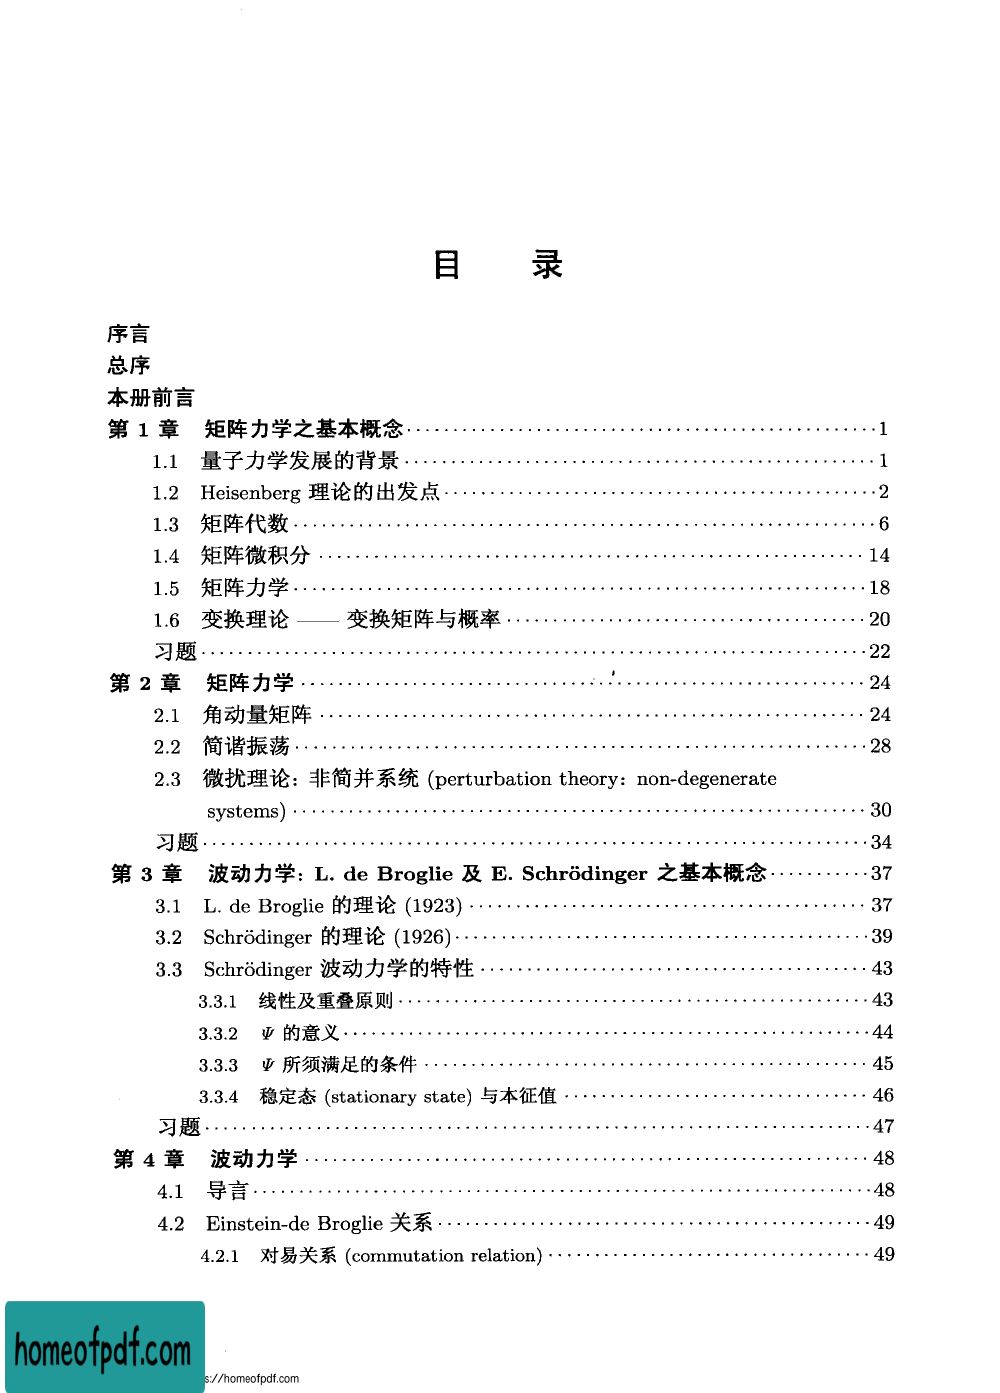 目 录
序言
总序
本册前言
第 1 章 矩阵力学之基本概念 1
1.1 量子力学发展的背景 1
1.2 Heisenberg 理论的出发点 2
1.3 矩阵代数 6
1.4 矩阵微积分 14
1.5 矩阵力学 18
1.6 变换理论 —— 变换矩阵与概率 20
习题 22
第 2 章 矩阵力学 24
2.1 角动量矩阵 24
2.2 简谐振荡 28
2.3 微扰理论: 非简并系统 (perturbation theory: non-degenerate
systems) 30
习题 34
第 3 章 波动力学: L. de Broglie 及 E. Schrödinger 之基本概念 37
3.1 L. de Broglie 的理论 (1923) 37
3.2 Schrödinger 的理论 (1926) 39
3.3 Schrödinger 波动力学的特性 43
3.3.1 线性及重叠原则 43
3.3.2 Ψ 的意义 44
3.3.3 Ψ 所须满足的条件 45
3.3.4 稳定态 (stationary state) 与本征值 46
习题 47
第 4 章 波动力学 48
4.1 导言 48
4.2 Einstein-de Broglie 关系 49
4.2.1 对易关系 (commutation relation) 49
homeofpdf.com
s://homeofpdf.com